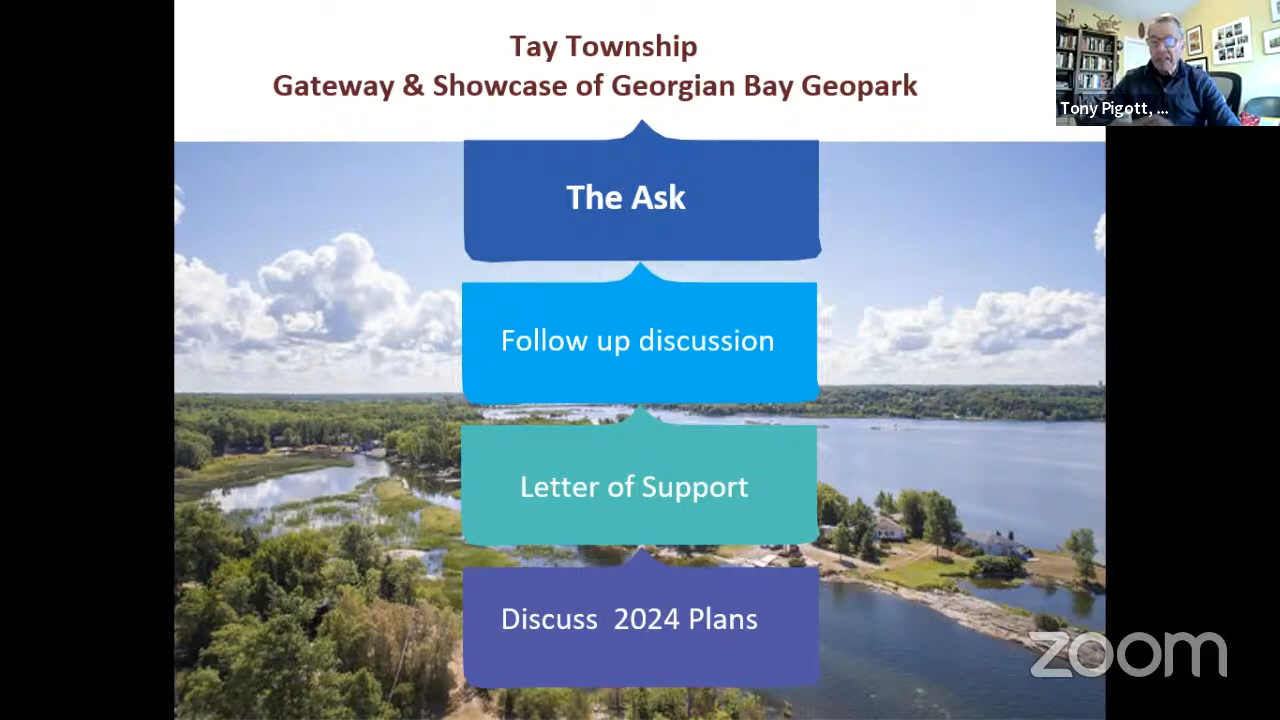 Tay Township
Gateway & Showcase of Georgian Bay Geopark
Tony Pigott, ...
The Ask
Follow up discussion
Letter of Support
Discuss 2024 Plans
zoom